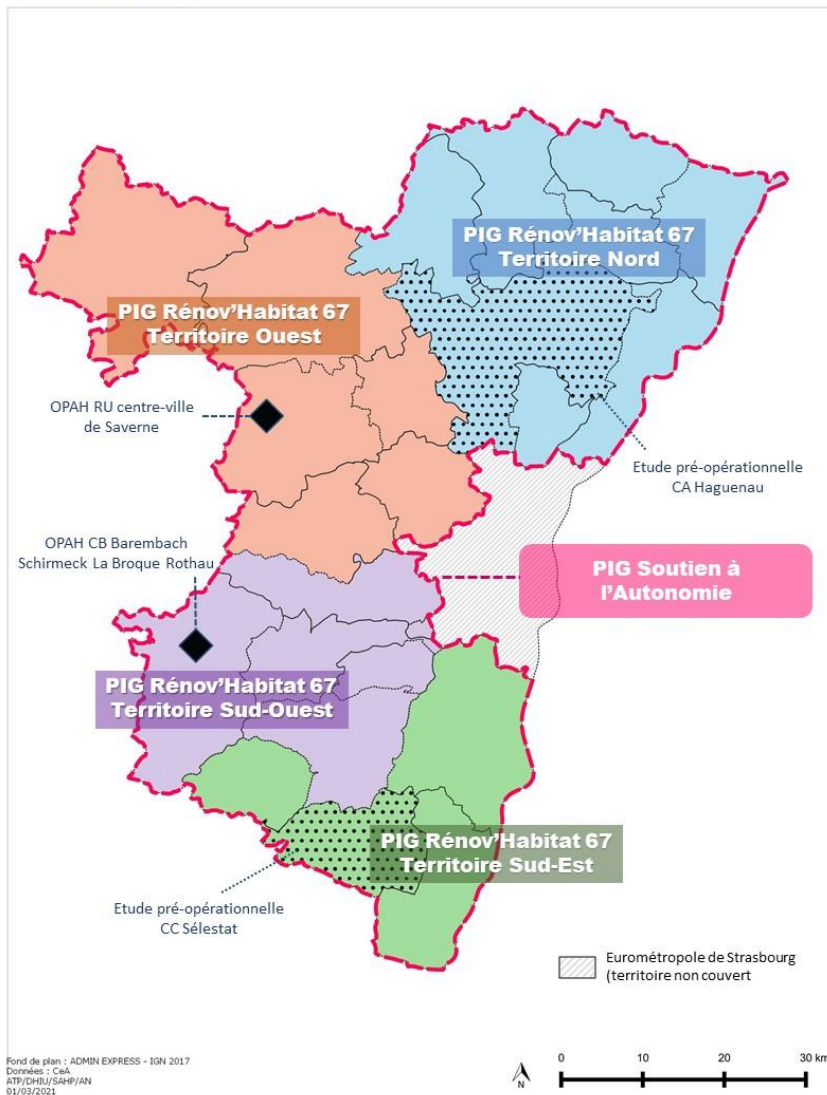 PIG Rénov'Habitat 67
Territoire Nord
PIG Rénov'Habitat 67
Territoire Ouest
OPAH RU centre-ville
de Saverne
Etude pré-opérationnelle
CA Haguenau
OPAH CB Barembach
Schirmeck La Broque Rothau
PIG Soutien à
l'Autonomie
PIG Rénov'Habitat 67
Territoire Sud-Ouest
PIG Rénov'Habitat 67
Territoire Sud-Est
Etude pré-opérationnelle
CC Sélestat
Eurométropole de Strasbourg
(territoire non couvert
Fond de plan : ADMIN EXPRESS - IGN 2017
Données : CeA
ATP/DHIU/SAHP/AN
01/03/2021
N
0 10 20 30 km